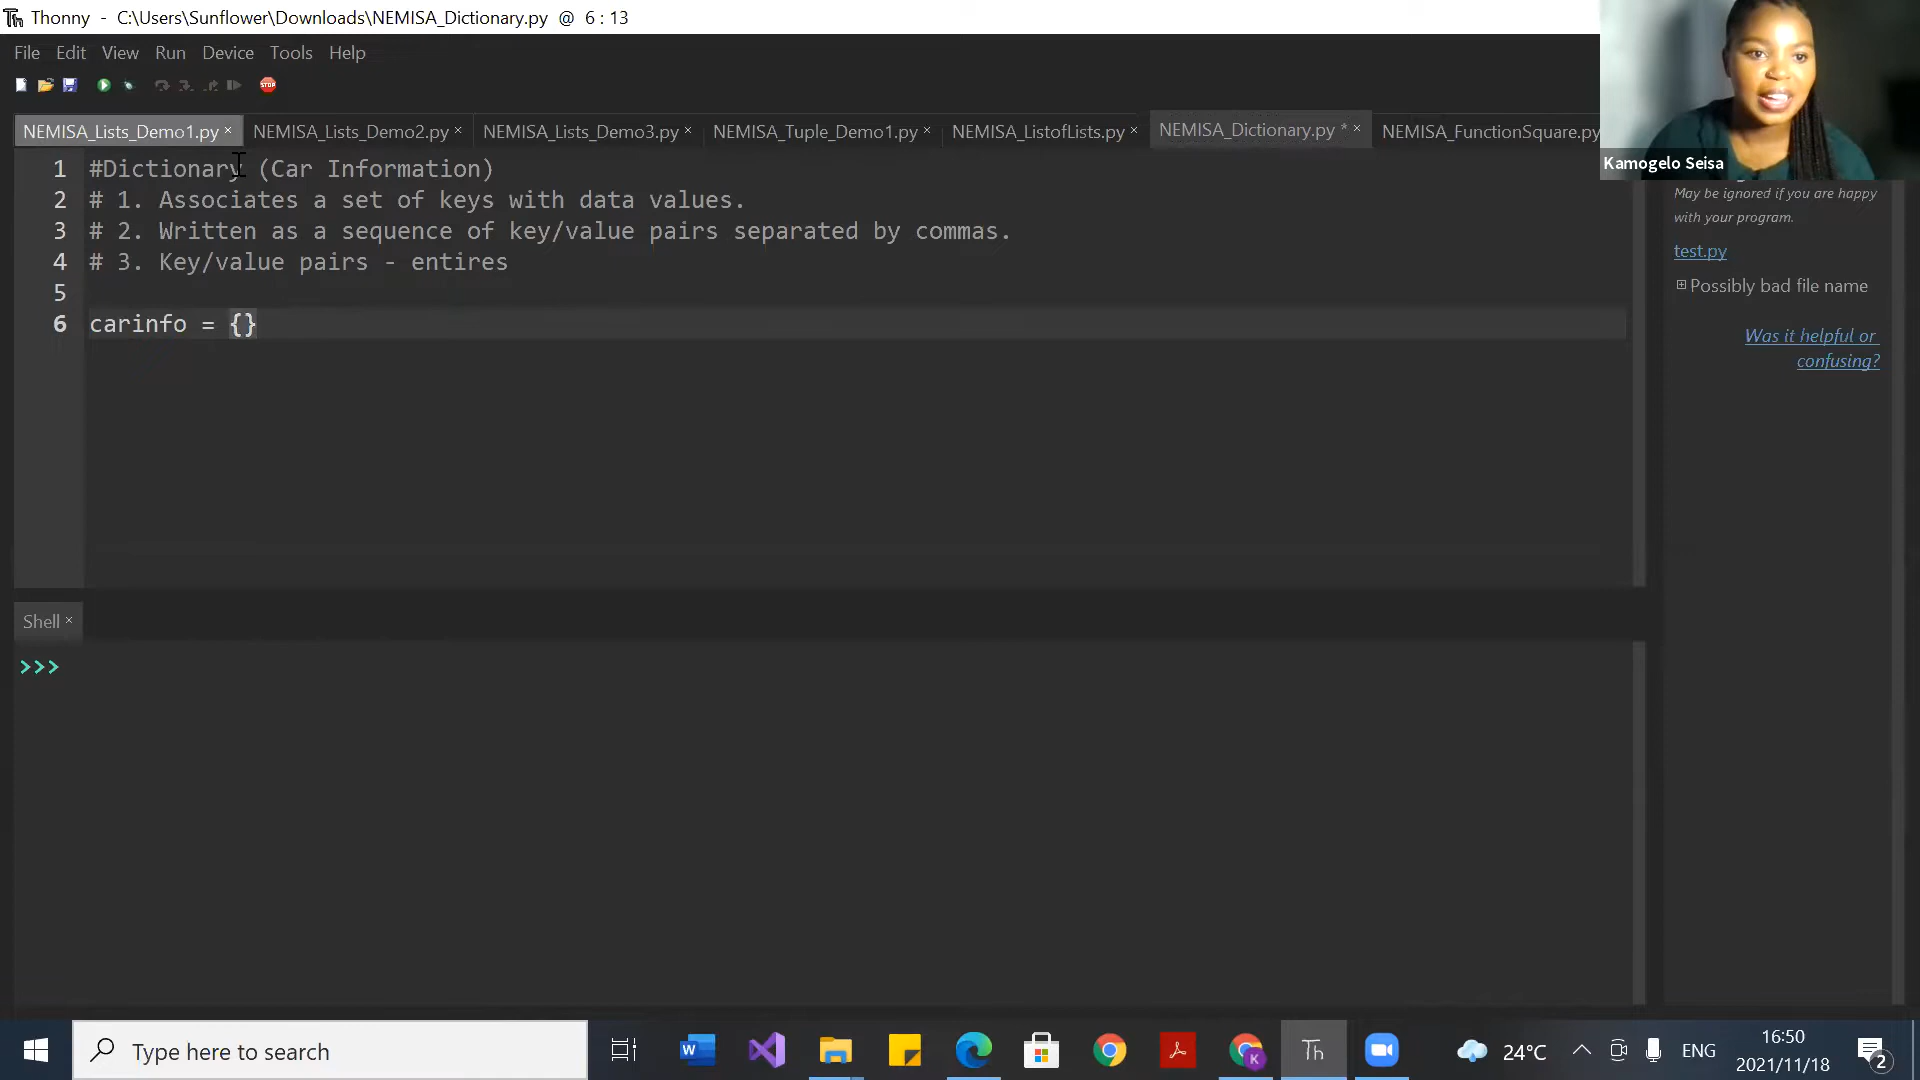 Thonny - C:\Users\Sunflower\Downloads\NEMISA_Dictionary.py @ 6 : 13
File Edit View Run Device Tools Help
STOP
NEMISA_Lists_Demo1.py × NEMISA_Lists_Demo2.py × NEMISA_Lists_Demo3.py × NEMISA_Tuple_Demo1.py × NEMISA_ListofLists.py × NEMISA_Dictionary.py * × NEMISA_FunctionSquare.py
Kamogelo Seisa
1 #Dictionary (Car Information)
2 # 1. Associates a set of keys with data values.
3 # 2. Written as a sequence of key/value pairs separated by commas.
4 # 3. Key/value pairs - entires
5
6 carinfo = {}
May be ignored if you are happy
with your program.
test.py
Possibly bad file name
Was it helpful or
confusing?
Shell ×
>>>
Type here to search
Th
24°C
ENG
16:50
2021/11/18
2